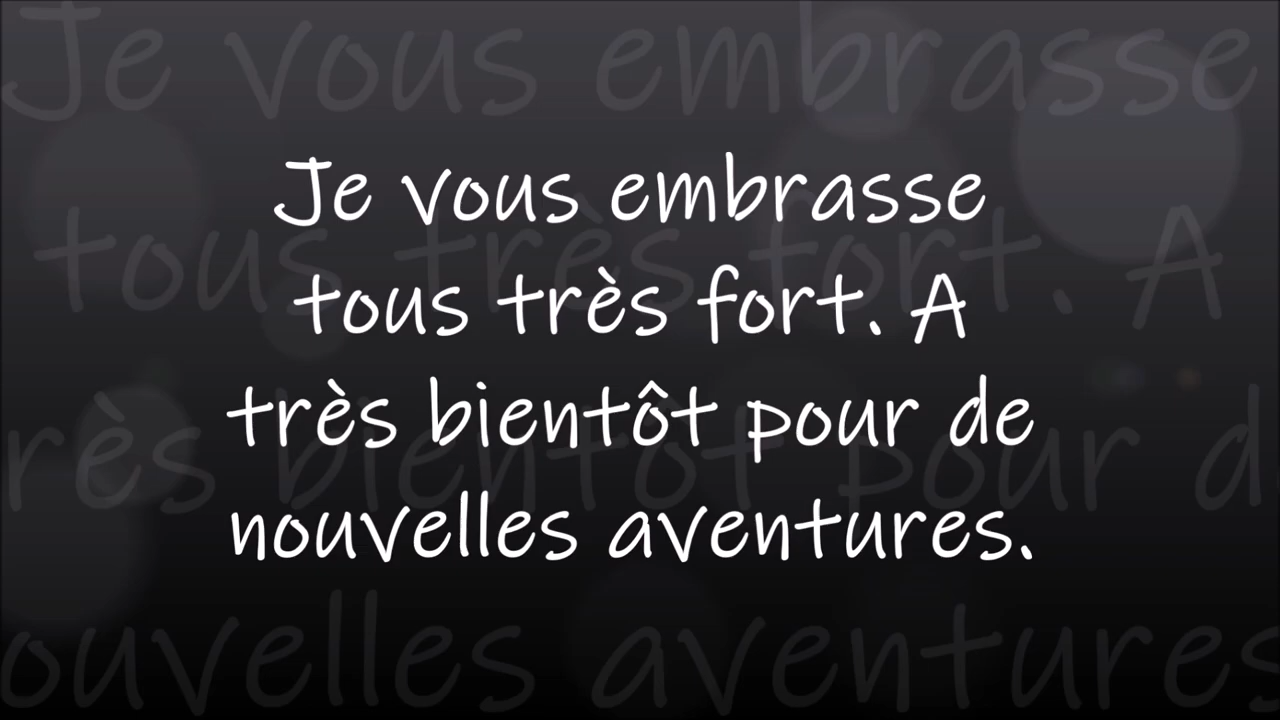 Je vous embrasse
tous très fort. A
très bientôt pour de
nouvelles aventures.